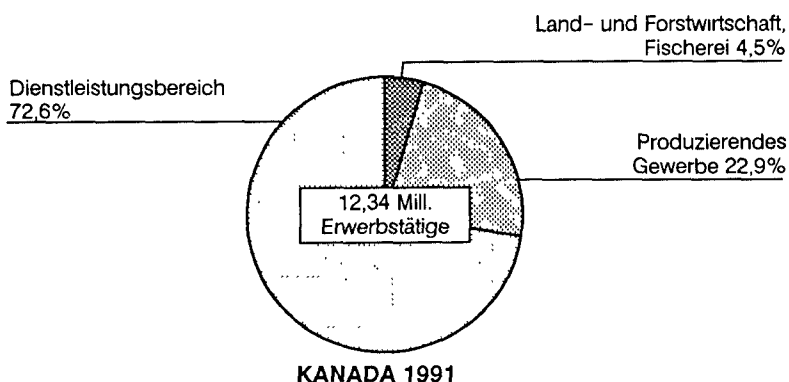 Land- und Forstwirtschaft,
Fischerei 4,5%
Dienstleistungsbereich
72,6%
Produzierendes
Gewerbe 22,9%
12,34 Mill.
Erwerbstätige
KANADA 1991